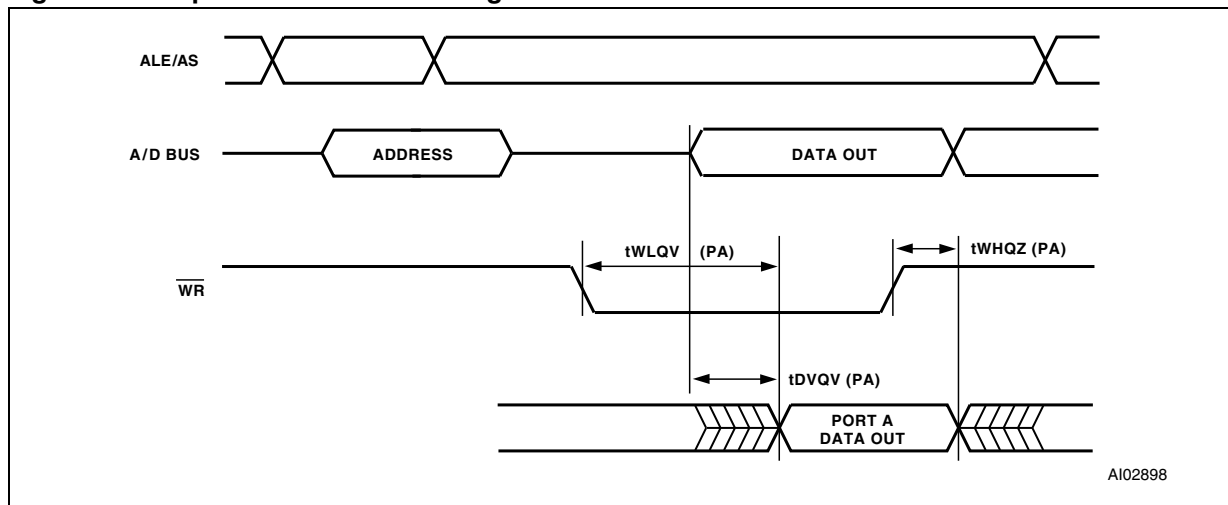 ALE/AS
A/D BUS
ADDRESS
DATA OUT
tWLQV (PA)
tWHQZ (PA)
WR
tDVQV (PA)
PORT A
DATA OUT
AI02898